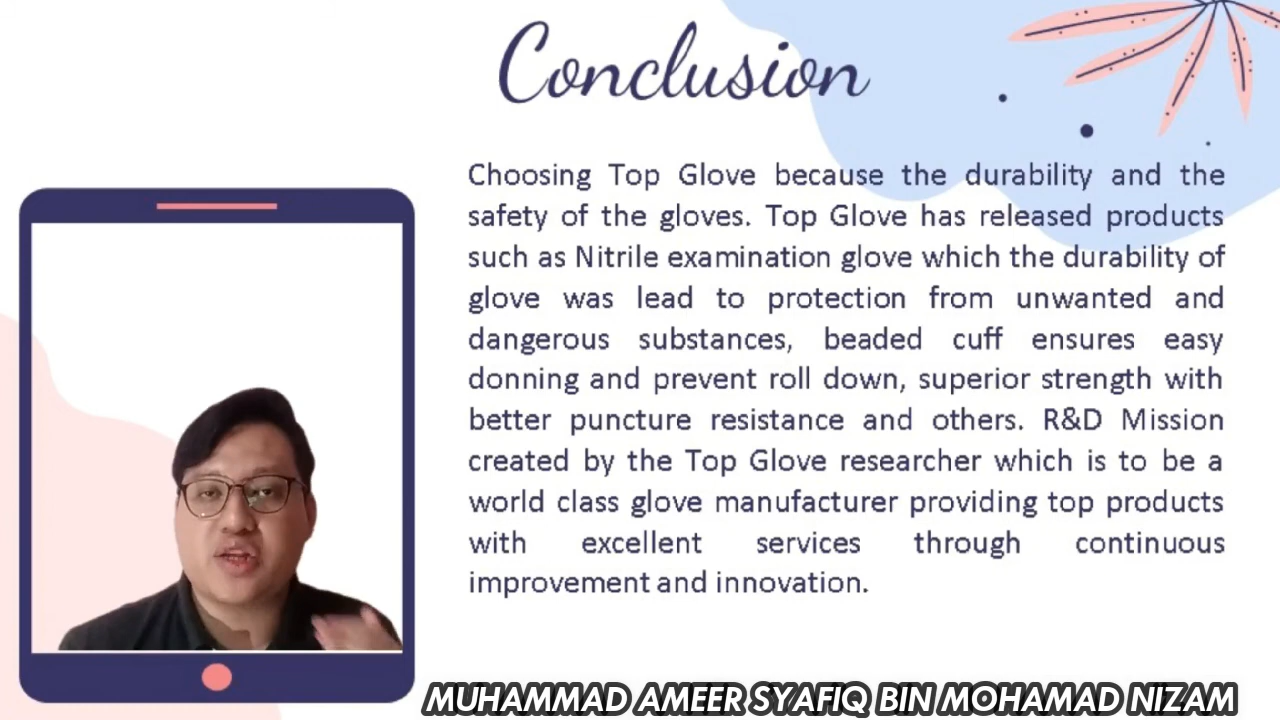 Conclusion
Choosing Top Glove because the durability and the
safety of the gloves. Top Glove has released products
such as Nitrile examination glove which the durability of
glove was lead to protection from unwanted and
dangerous substances, beaded cuff ensures easy
donning and prevent roll down, superior strength with
better puncture resistance and others. R&D Mission
created by the Top Glove researcher which is to be a
world class glove manufacturer providing top products
with excellent services through continuous
improvement and innovation.
MUHAMMAD AMEER SYAFIQ BIN MOHAMAD NIZAM